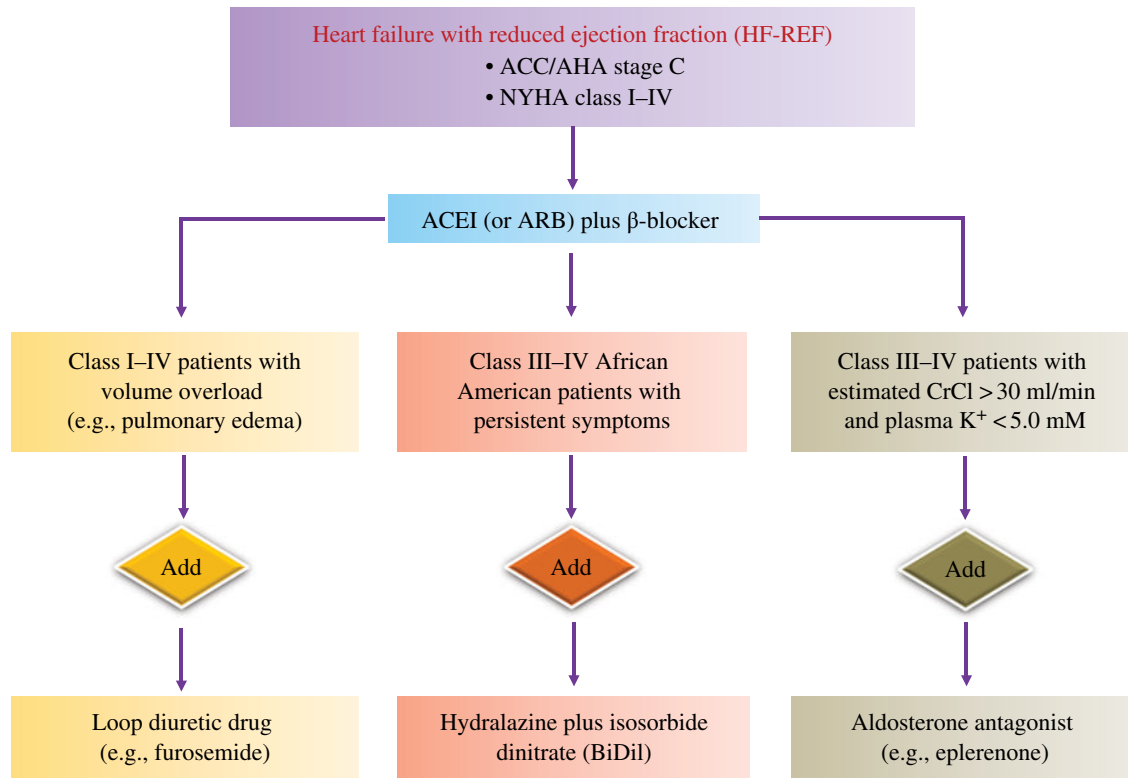 Heart failure with reduced ejection fraction (HF-REF)
• ACC/AHA stage C
• NYHA class I–IV
ACEI (or ARB) plus β-blocker
Class I–IV patients with
volume overload
(e.g., pulmonary edema)
Class III–IV African
American patients with
persistent symptoms
Class III–IV patients with
estimated CrCl > 30 ml/min
and plasma K⁺ < 5.0 mM
Add
Add
Add
Loop diuretic drug
(e.g., furosemide)
Hydralazine plus isosorbide
dinitrate (BiDil)
Aldosterone antagonist
(e.g., eplerenone)